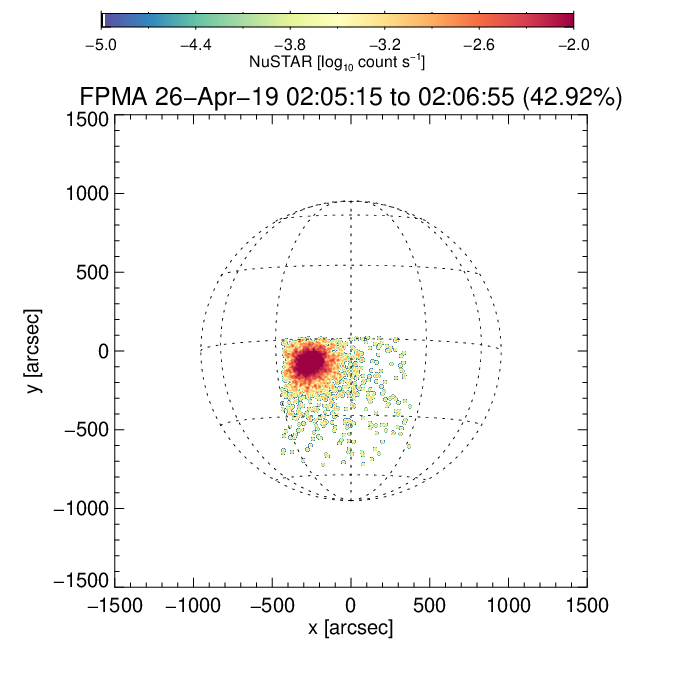 −5.0 −4.4 −3.8 −3.2 −2.6 −2.0
NuSTAR [log₁₀ count s⁻¹]
FPMA 26−Apr−19 02:05:15 to 02:06:55 (42.92%)
1500
1000
500
0
−500
−1000
−1500
y [arcsec]
−1500 −1000 −500 0 500 1000 1500
x [arcsec]